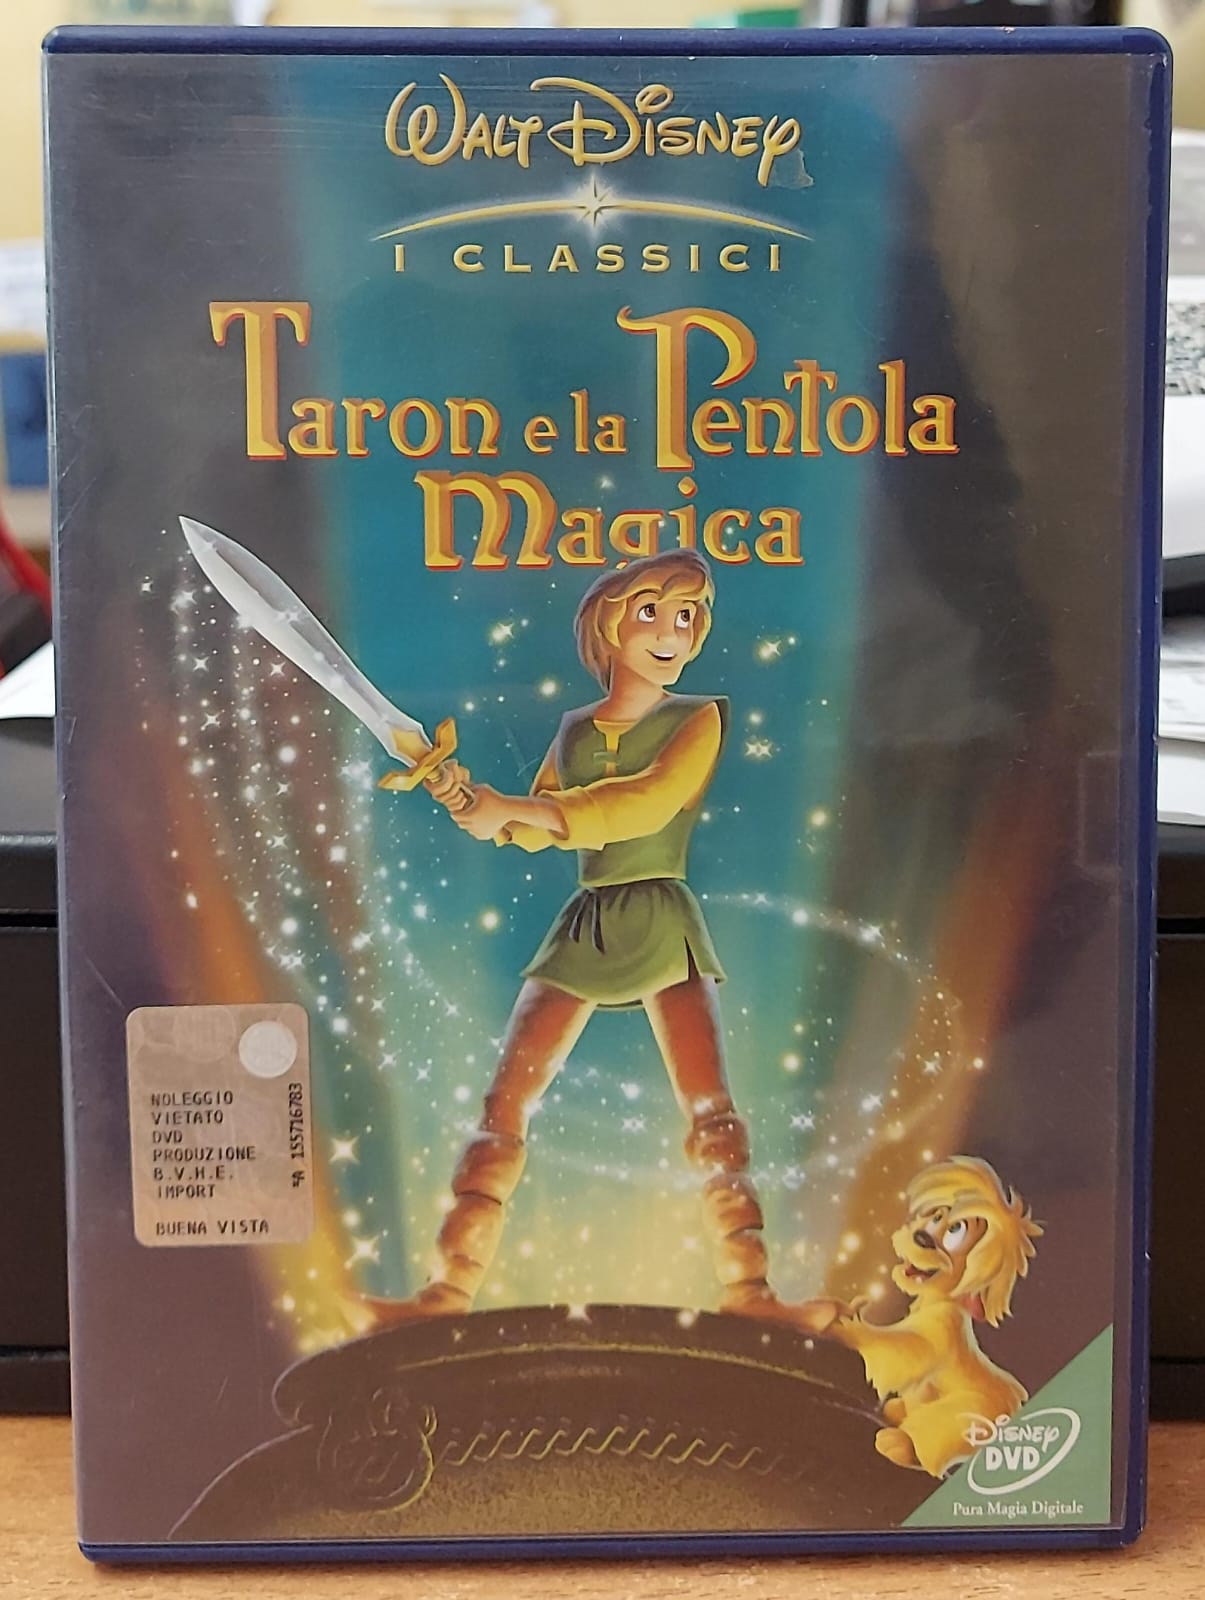 WALT DISNEY
I CLASSICI
Taron e la Pentola
Magica
NOLEGGIO
VIETATO
DVD
PRODUZIONE
B.V.H.E.
IMPORT
BUENA VISTA
*A 155716783
DISNEY
DVD
Pura Magia Digitale